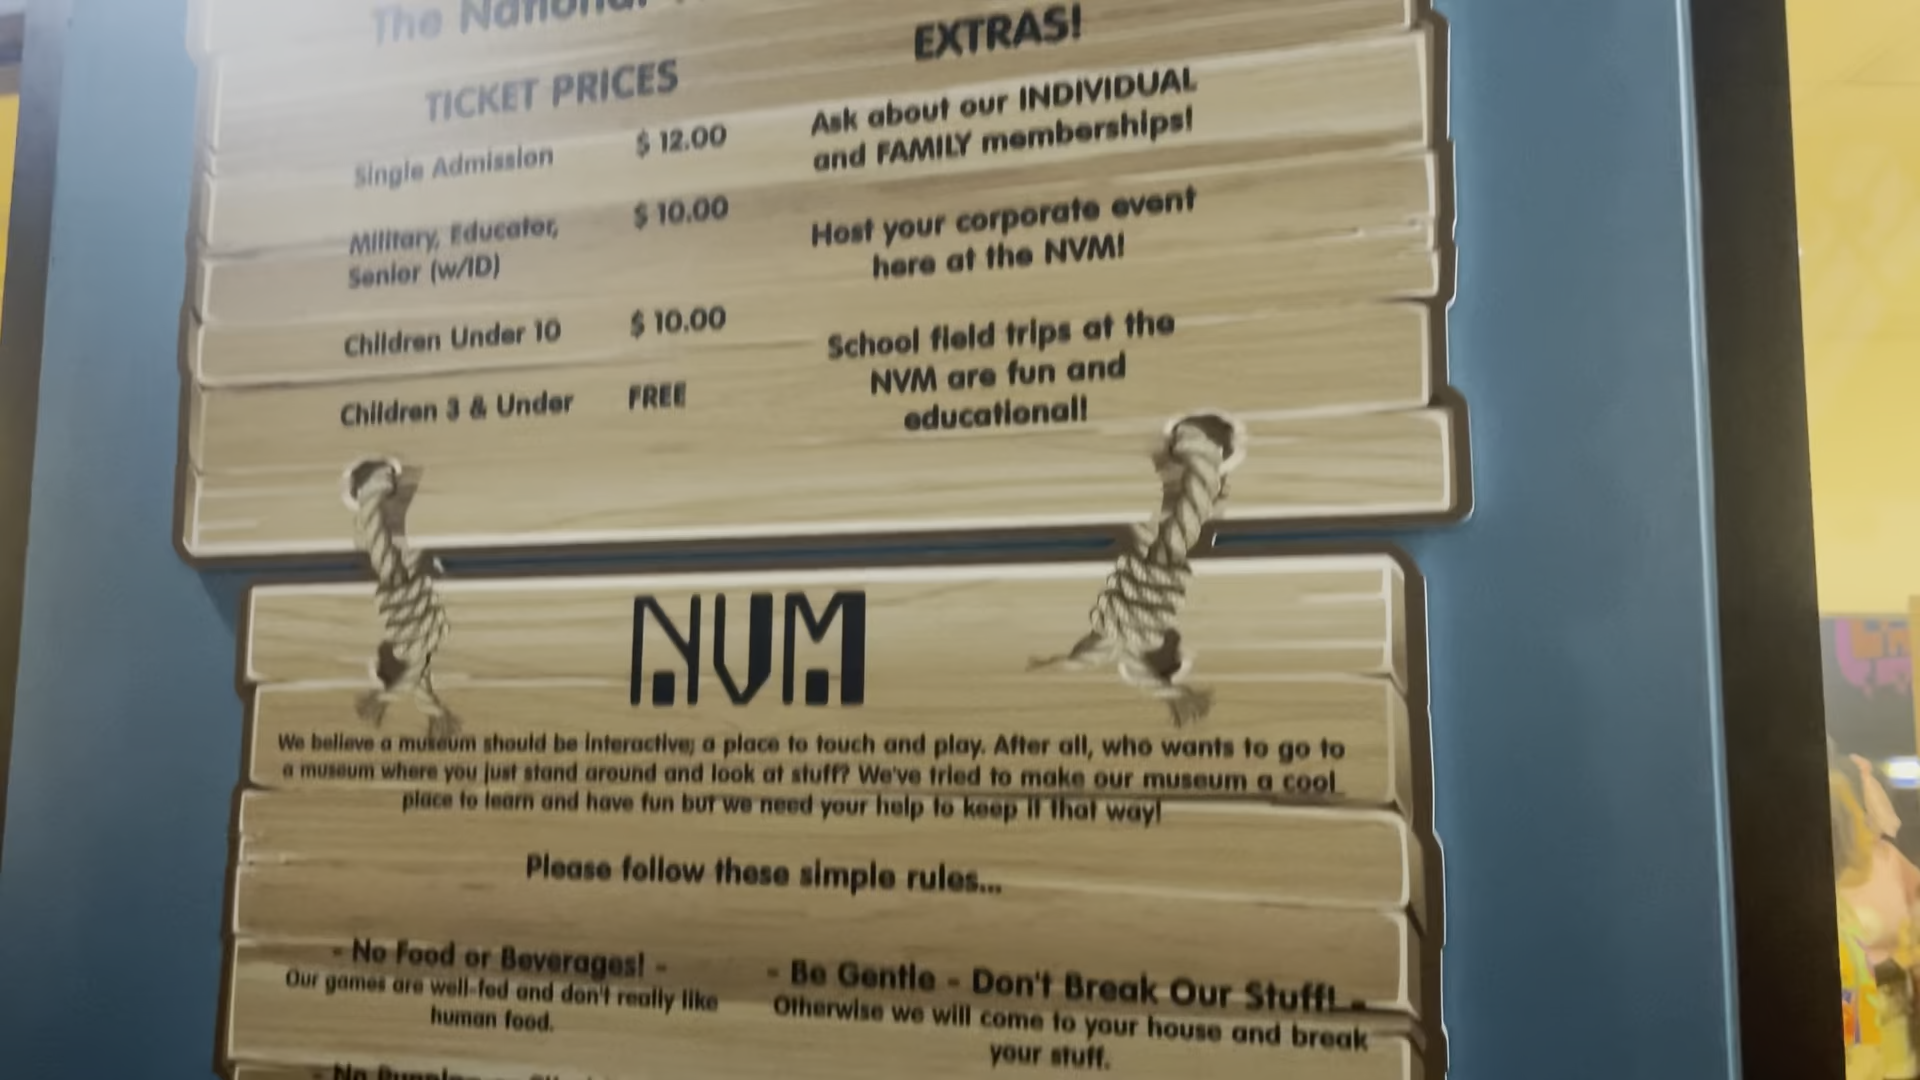 The National
TICKET PRICES
Single Admission $ 12.00
Military, Educator, $ 10.00
Senior (w/ID)
Children Under 10 $ 10.00
Children 3 & Under FREE
EXTRAS!
Ask about our INDIVIDUAL
and FAMILY memberships!
Host your corporate event
here at the NVM!
School field trips at the
NVM are fun and
educational!
NVM
We believe a museum should be interactive; a place to touch and play. After all, who wants to go to
a museum where you just stand around and look at stuff? We've tried to make our museum a cool
place to learn and have fun but we need your help to keep it that way!
Please follow these simple rules...
- No Food or Beverages! -
Our games are well-fed and don't really like
human food.
- Be Gentle - Don't Break Our Stuff! -
Otherwise we will come to your house and break
your stuff.
- No